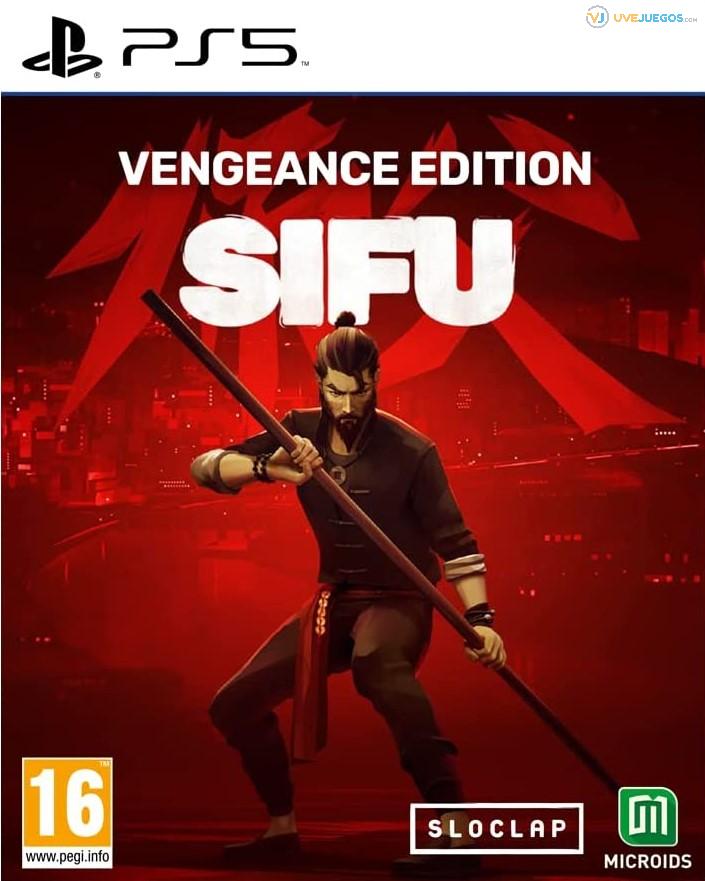 UVEJUEGOS.COM
PS5
VENGEANCE EDITION
SIFU
16
www.pegi.info
SLOCLAP
MICROIDS